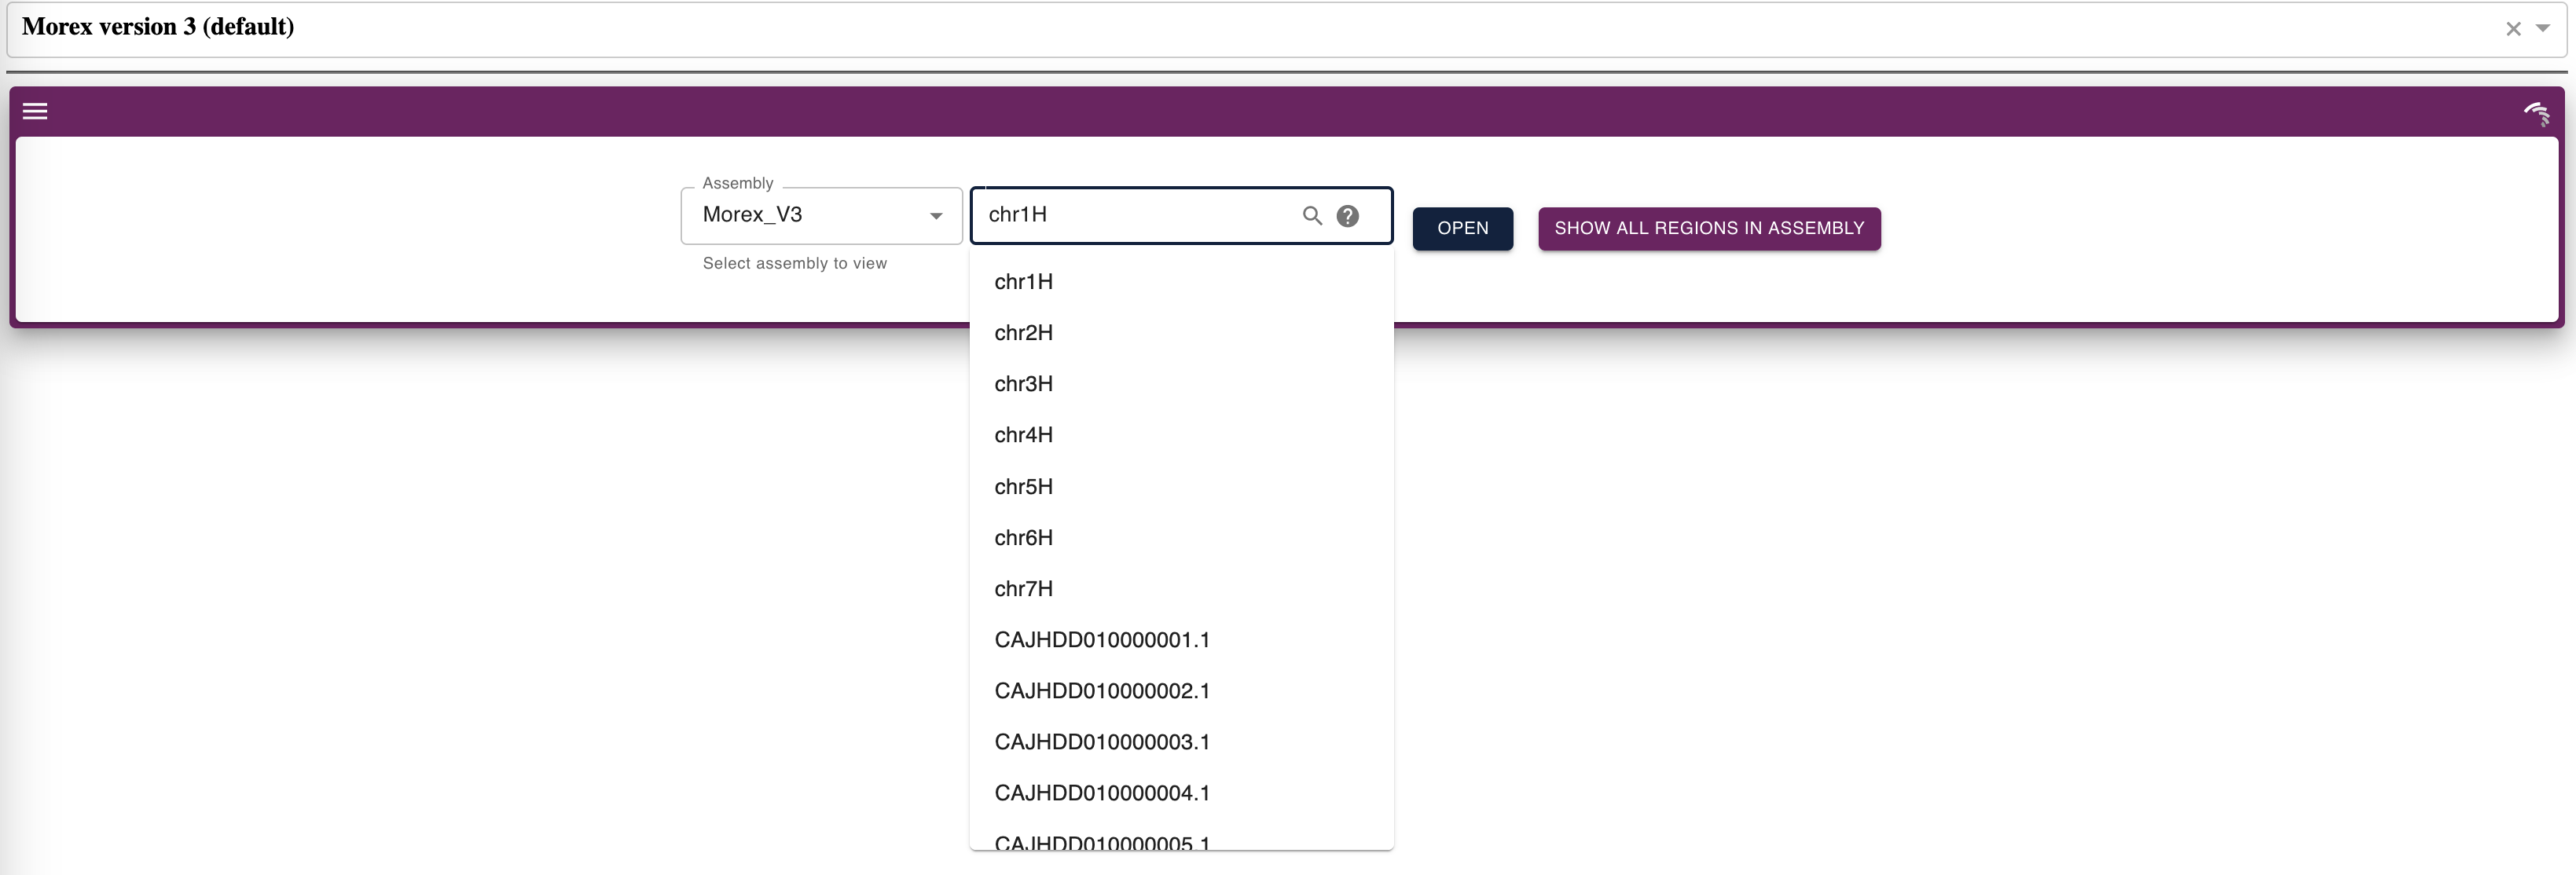 Morex version 3 (default)
Assembly
Morex_V3
chr1H
OPEN
SHOW ALL REGIONS IN ASSEMBLY
Select assembly to view
chr1H
chr2H
chr3H
chr4H
chr5H
chr6H
chr7H
CAJHDD010000001.1
CAJHDD010000002.1
CAJHDD010000003.1
CAJHDD010000004.1
CAJHDD010000005.1